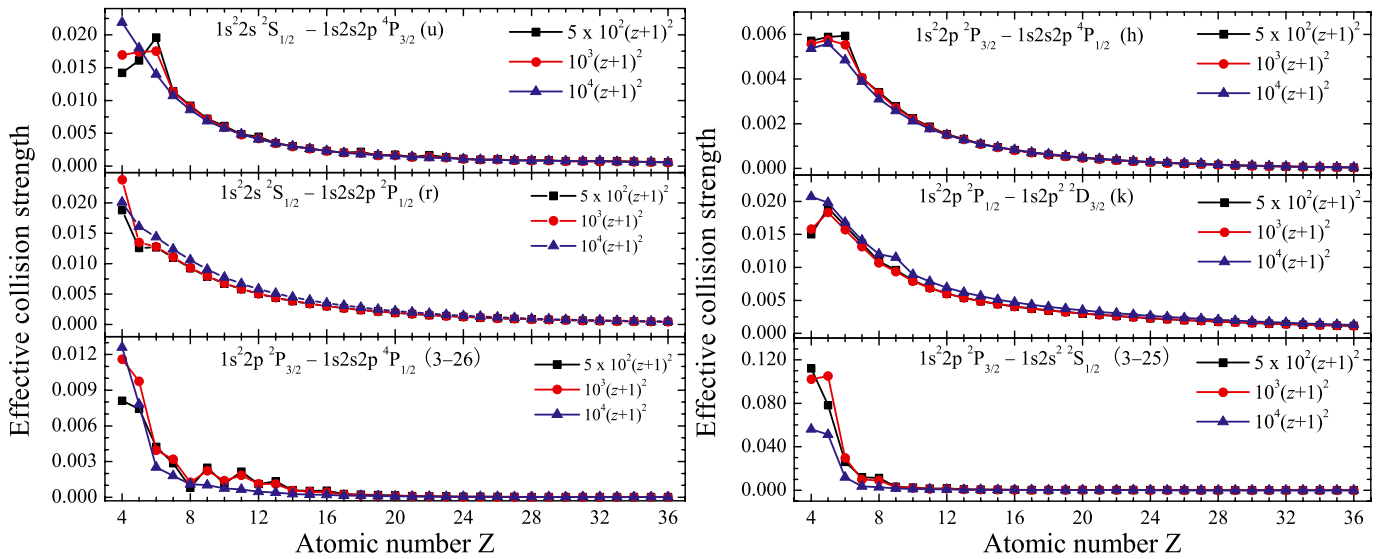 1s²2s ²S₁/₂ − 1s2s2p ⁴P₃/₂ (u)
5 x 10²(z+1)²
10³(z+1)²
10⁴(z+1)²
0.020
0.015
0.010
0.005
0.000
1s²2s ²S₁/₂ − 1s2s2p ²P₁/₂ (r)
5 x 10²(z+1)²
10³(z+1)²
10⁴(z+1)²
0.020
0.015
0.010
0.005
0.000
1s²2p ²P₃/₂ − 1s2s2p ⁴P₁/₂ (3−26)
5 x 10²(z+1)²
10³(z+1)²
10⁴(z+1)²
0.012
0.009
0.006
0.003
0.000
4 8 12 16 20 24 28 32 36
Atomic number Z
Effective collision strength
1s²2p ²P₃/₂ − 1s2s2p ⁴P₁/₂ (h)
5 x 10²(z+1)²
10³(z+1)²
10⁴(z+1)²
0.006
0.004
0.002
0.000
1s²2p ²P₁/₂ − 1s2p² ²D₃/₂ (k)
5 x 10²(z+1)²
10³(z+1)²
10⁴(z+1)²
0.020
0.015
0.010
0.005
0.000
1s²2p ²P₃/₂ − 1s2s² ²S₁/₂ (3−25)
5 x 10²(z+1)²
10³(z+1)²
10⁴(z+1)²
0.120
0.080
0.040
0.000
4 8 12 16 20 24 28 32 36
Atomic number Z
Effective collision strength